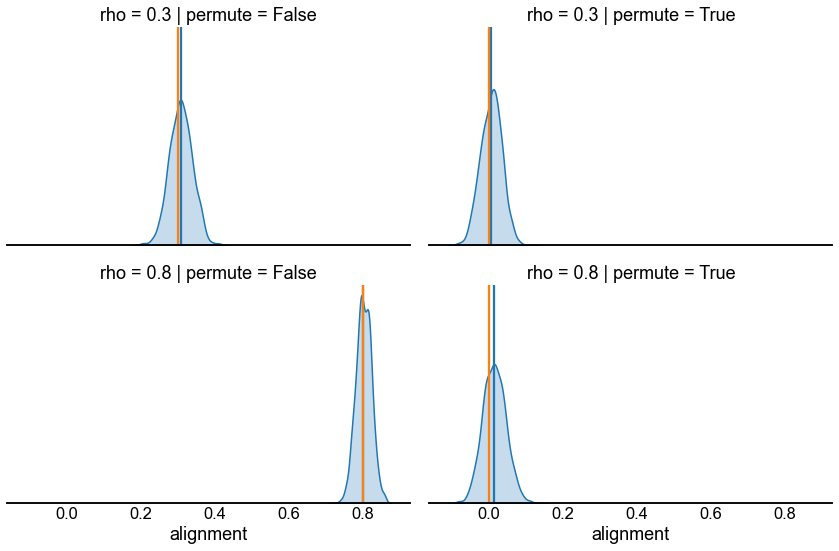 rho = 0.3 | permute = False
rho = 0.3 | permute = True
rho = 0.8 | permute = False
rho = 0.8 | permute = True
0.0 0.2 0.4 0.6 0.8
alignment
0.0 0.2 0.4 0.6 0.8
alignment